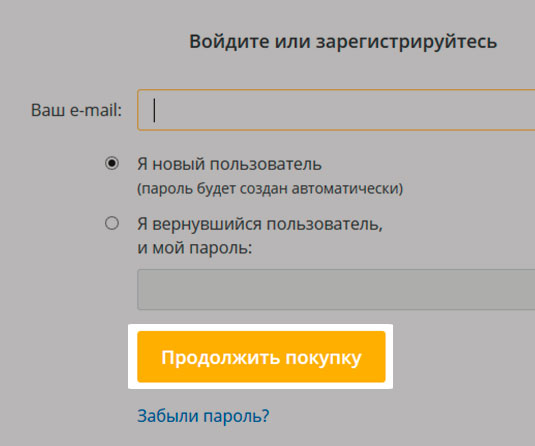 Войдите или зарегистрируйтесь
Ваш e-mail:
Я новый пользователь
(пароль будет создан автоматически)
Я вернувшийся пользователь,
и мой пароль:
Продолжить покупку
Забыли пароль?